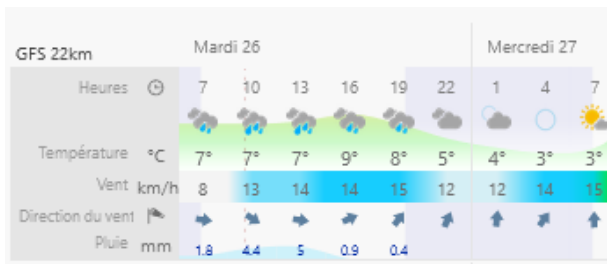 Mardi 26 Mercredi 27
GFS 22km
Heures 7 10 13 16 19 22 1 4 7
Température °C 7° 7° 7° 9° 8° 5° 4° 3° 3°
Vent km/h 8 13 14 14 15 12 12 14 15
Direction du vent
Pluie mm 1.8 4.4 5 0.9 0.4